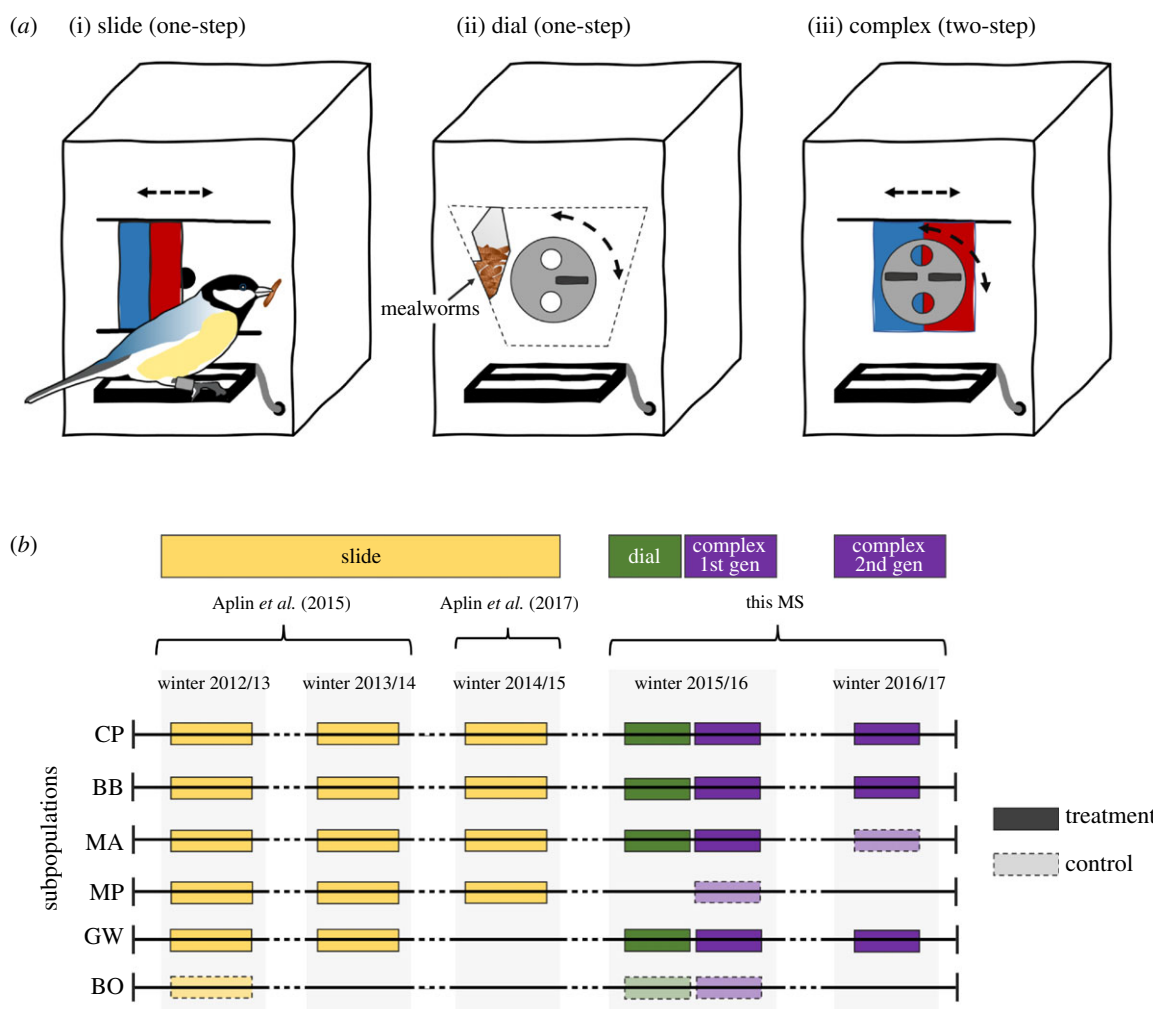 (a) (i) slide (one-step) (ii) dial (one-step) (iii) complex (two-step)
mealworms
(b)
slide dial complex complex
1st gen 2nd gen
Aplin et al. (2015) Aplin et al. (2017) this MS
winter 2012/13 winter 2013/14 winter 2014/15 winter 2015/16 winter 2016/17
subpopulations
CP
BB
MA
MP
GW
BO
treatment
control